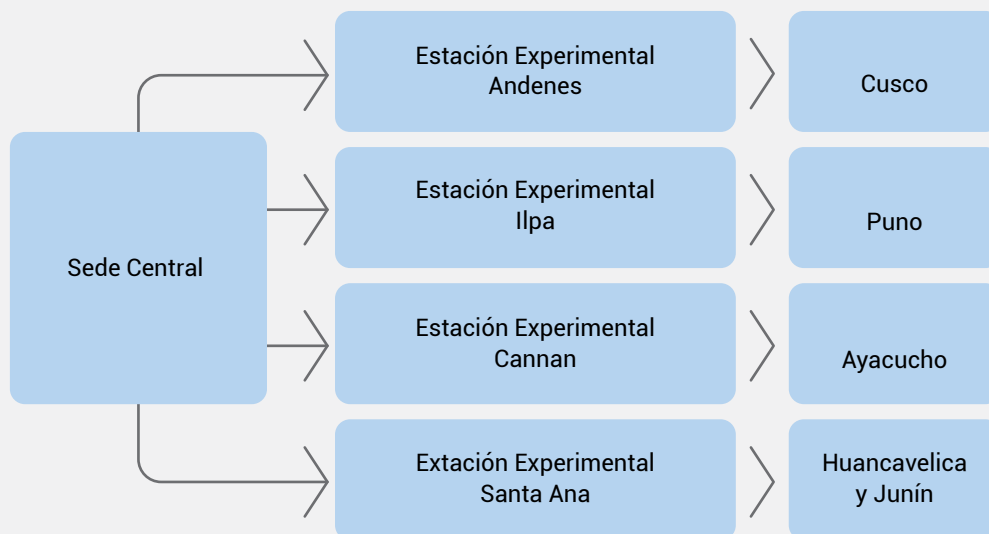 Estación Experimental
Andenes
Cusco
Sede Central
Estación Experimental
Ilpa
Puno
Estación Experimental
Cannan
Ayacucho
Extación Experimental
Santa Ana
Huancavelica
y Junín